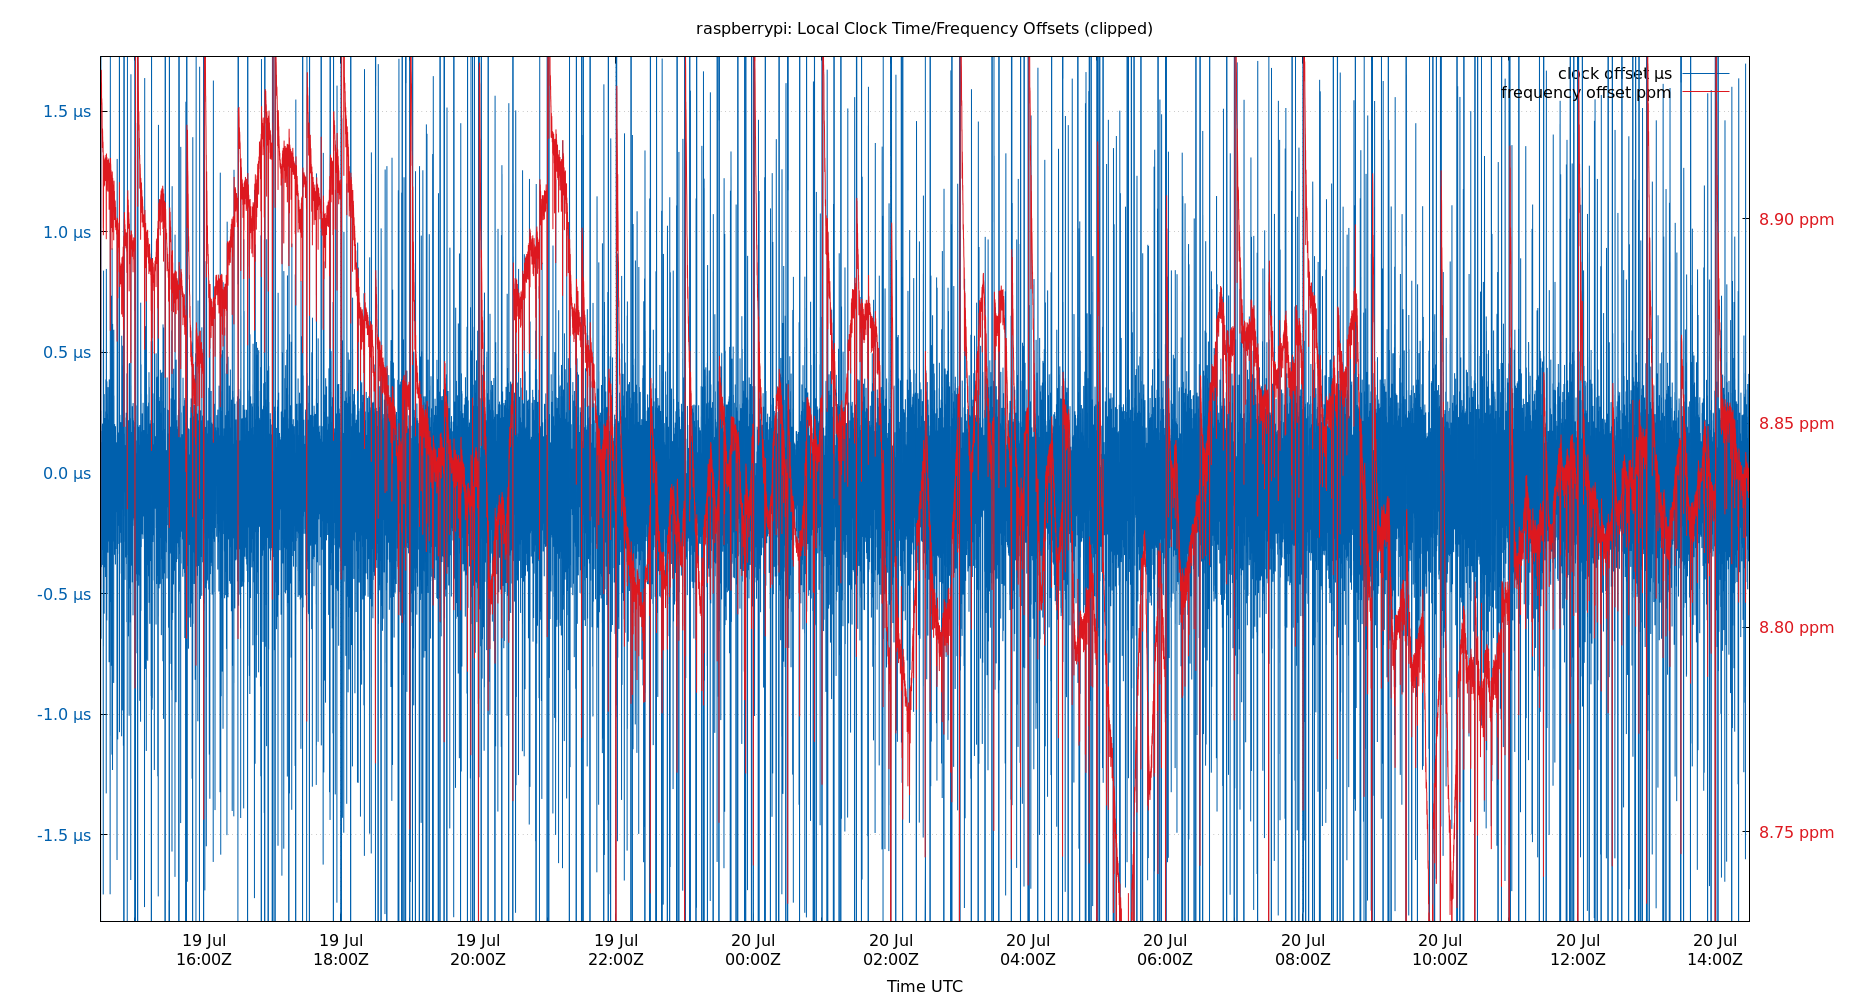 raspberrypi: Local Clock Time/Frequency Offsets (clipped)
clock offset µs
frequency offset ppm
1.5 µs
1.0 µs
0.5 µs
0.0 µs
-0.5 µs
-1.0 µs
-1.5 µs
8.90 ppm
8.85 ppm
8.80 ppm
8.75 ppm
19 Jul 19 Jul 19 Jul 19 Jul 20 Jul 20 Jul 20 Jul 20 Jul 20 Jul 20 Jul 20 Jul 20 Jul
16:00Z 18:00Z 20:00Z 22:00Z 00:00Z 02:00Z 04:00Z 06:00Z 08:00Z 10:00Z 12:00Z 14:00Z
Time UTC